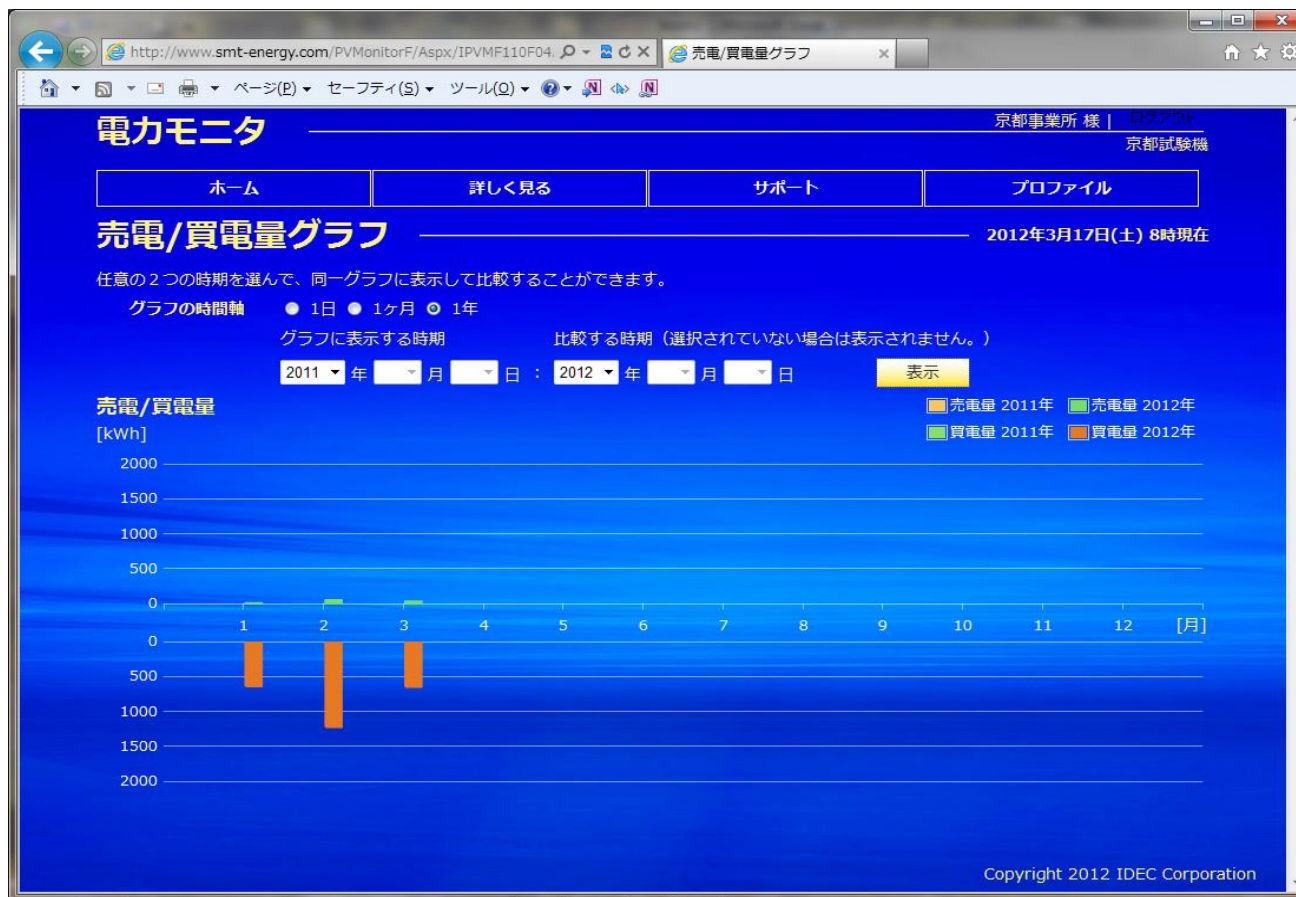 http://www.smt-energy.com/PVMonitorF/Aspx/IPVMF110F04. 売電/買電量グラフ
ページ(P) セーフティ(S) ツール(O)
電力モニタ
京都事業所 様 | ログアウト
京都試験機
ホーム 詳しく見る サポート プロファイル
売電/買電量グラフ 2012年3月17日(土) 8時現在
任意の２つの時期を選んで、同一グラフに表示して比較することができます。
グラフの時間軸 1日 1ヶ月 1年
グラフに表示する時期 比較する時期（選択されていない場合は表示されません。）
2011 年 月 日 : 2012 年 月 日 表示
売電/買電量 売電量 2011年 売電量 2012年
[kWh] 買電量 2011年 買電量 2012年
2000
1500
1000
500
0
1 2 3 4 5 6 7 8 9 10 11 12 [月]
0
500
1000
1500
2000
Copyright 2012 IDEC Corporation